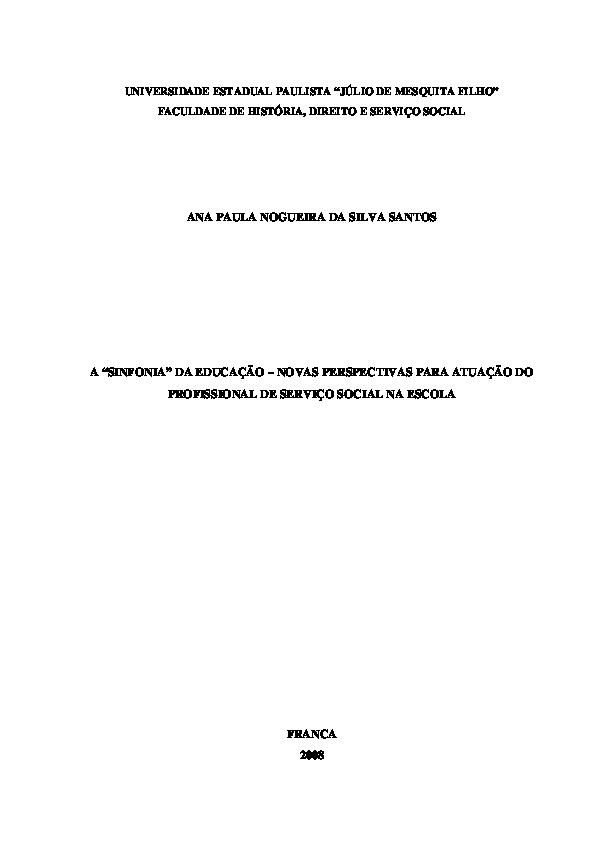 UNIVERSIDADE ESTADUAL PAULISTA “JÚLIO DE MESQUITA FILHO”
FACULDADE DE HISTÓRIA, DIREITO E SERVIÇO SOCIAL
ANA PAULA NOGUEIRA DA SILVA SANTOS
A “SINFONIA” DA EDUCAÇÃO – NOVAS PERSPECTIVAS PARA ATUAÇÃO DO
PROFISSIONAL DE SERVIÇO SOCIAL NA ESCOLA
FRANCA
2008